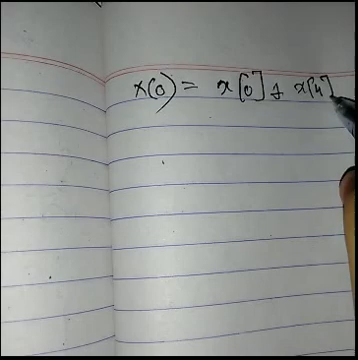 x(0) = x[0] + x[4]